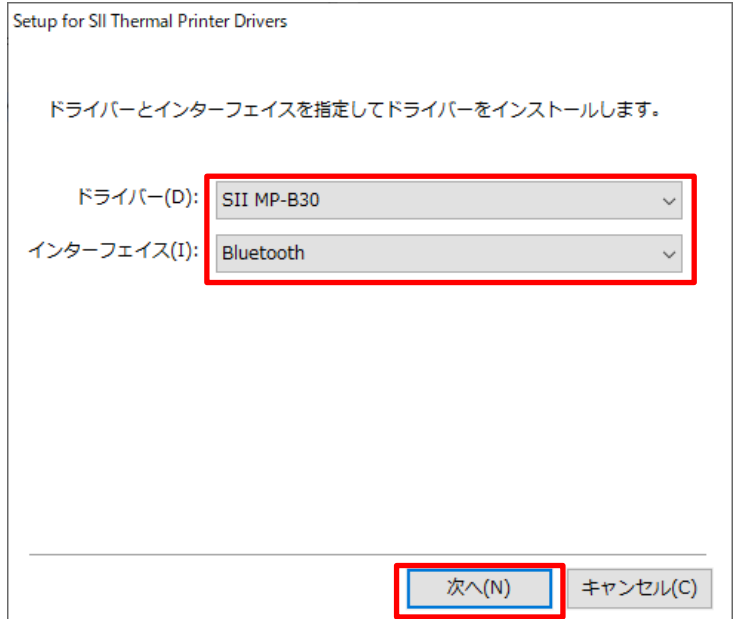 Setup for SII Thermal Printer Drivers
ドライバーとインターフェイスを指定してドライバーをインストールします。
ドライバー(D): SII MP-B30
インターフェイス(I): Bluetooth
次へ(N) キャンセル(C)